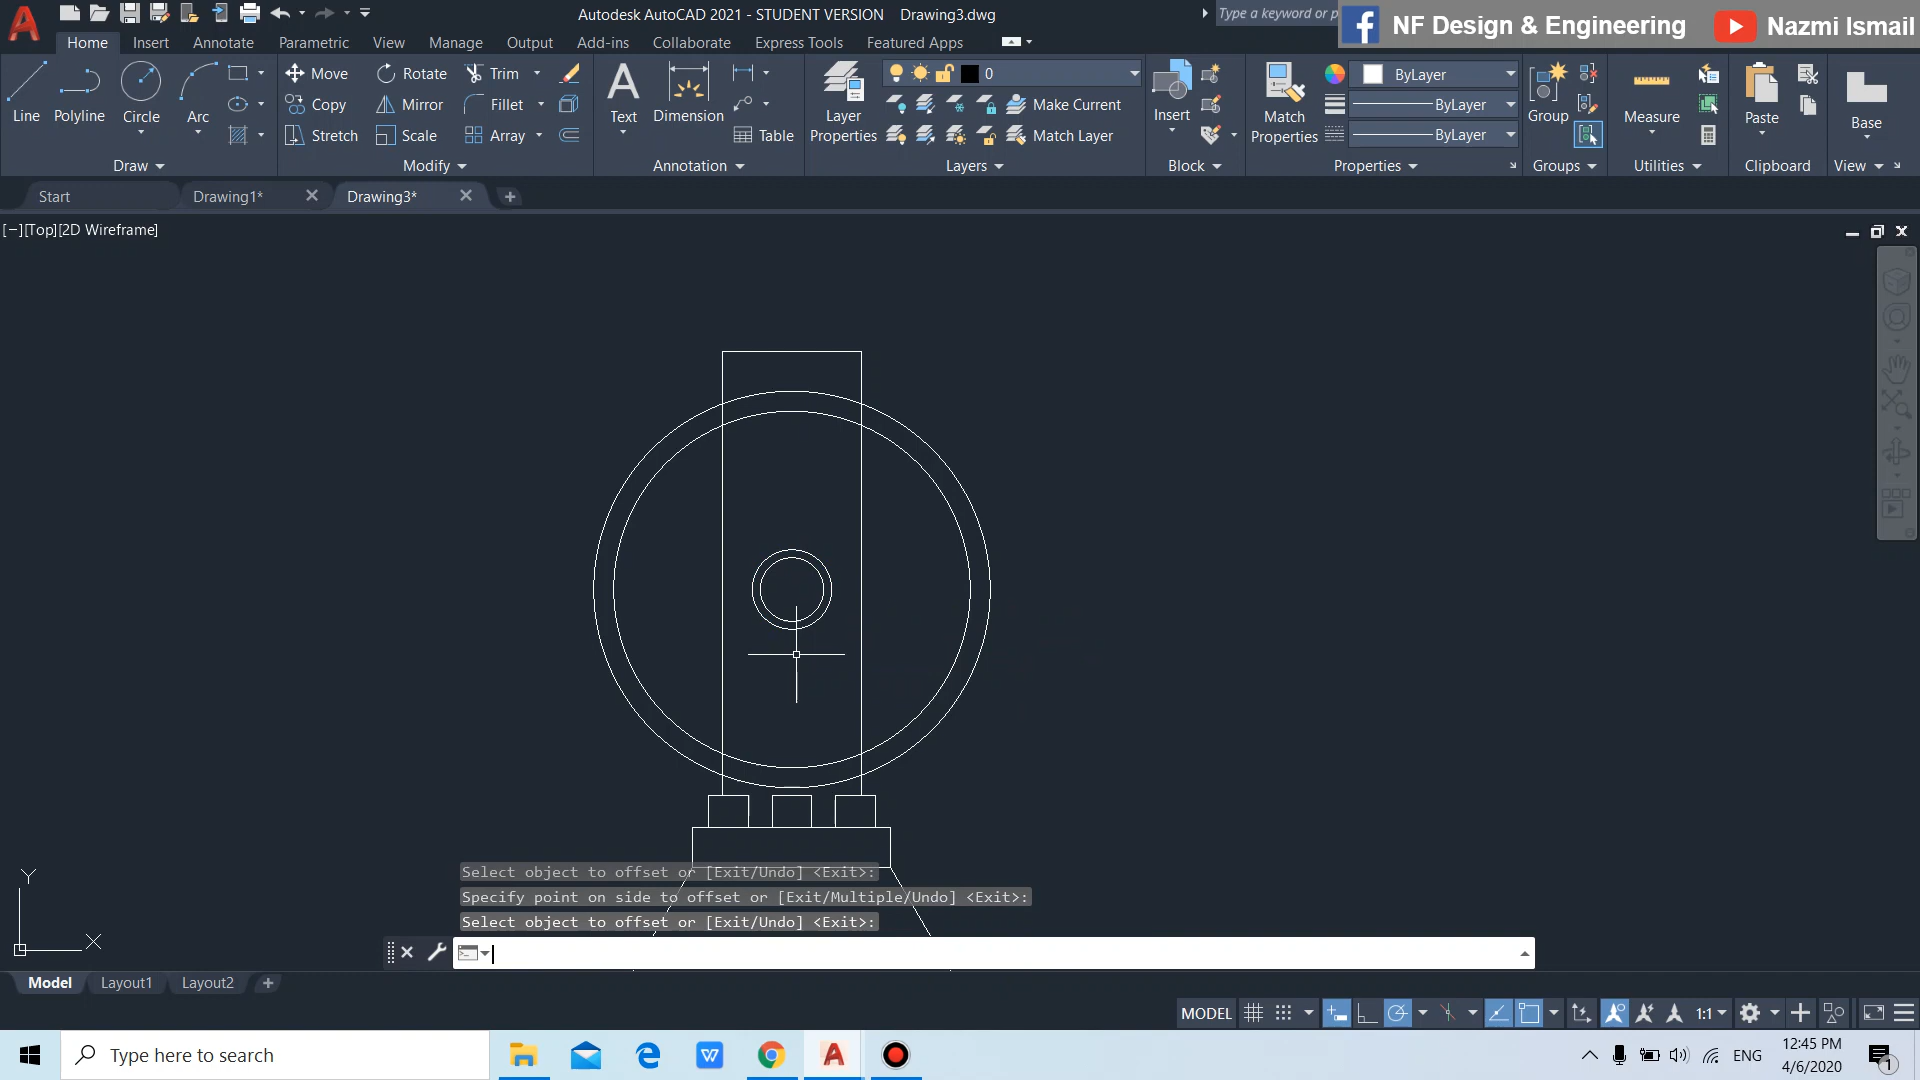 Autodesk AutoCAD 2021 - STUDENT VERSION Drawing3.dwg
Type a keyword or p
NF Design & Engineering
Nazmi Ismail
Home Insert Annotate Parametric View Manage Output Add-ins Collaborate Express Tools Featured Apps
Line Polyline Circle Arc
Move Rotate Trim
Copy Mirror Fillet
Stretch Scale Array
Text Dimension Table
Layer Properties
0
Make Current
Match Layer
Insert
Match Properties
ByLayer
ByLayer
ByLayer
Group
Measure
Paste
Base
Draw Modify Annotation Layers Block Properties Groups Utilities Clipboard View
Start Drawing1* Drawing3*
[−][Top][2D Wireframe]
Select object to offset or [Exit/Undo] <Exit>:
Specify point on side to offset or [Exit/Multiple/Undo] <Exit>:
Select object to offset or [Exit/Undo] <Exit>:
Y
X
Model Layout1 Layout2
MODEL 1:1
Type here to search
ENG
12:45 PM
4/6/2020
1